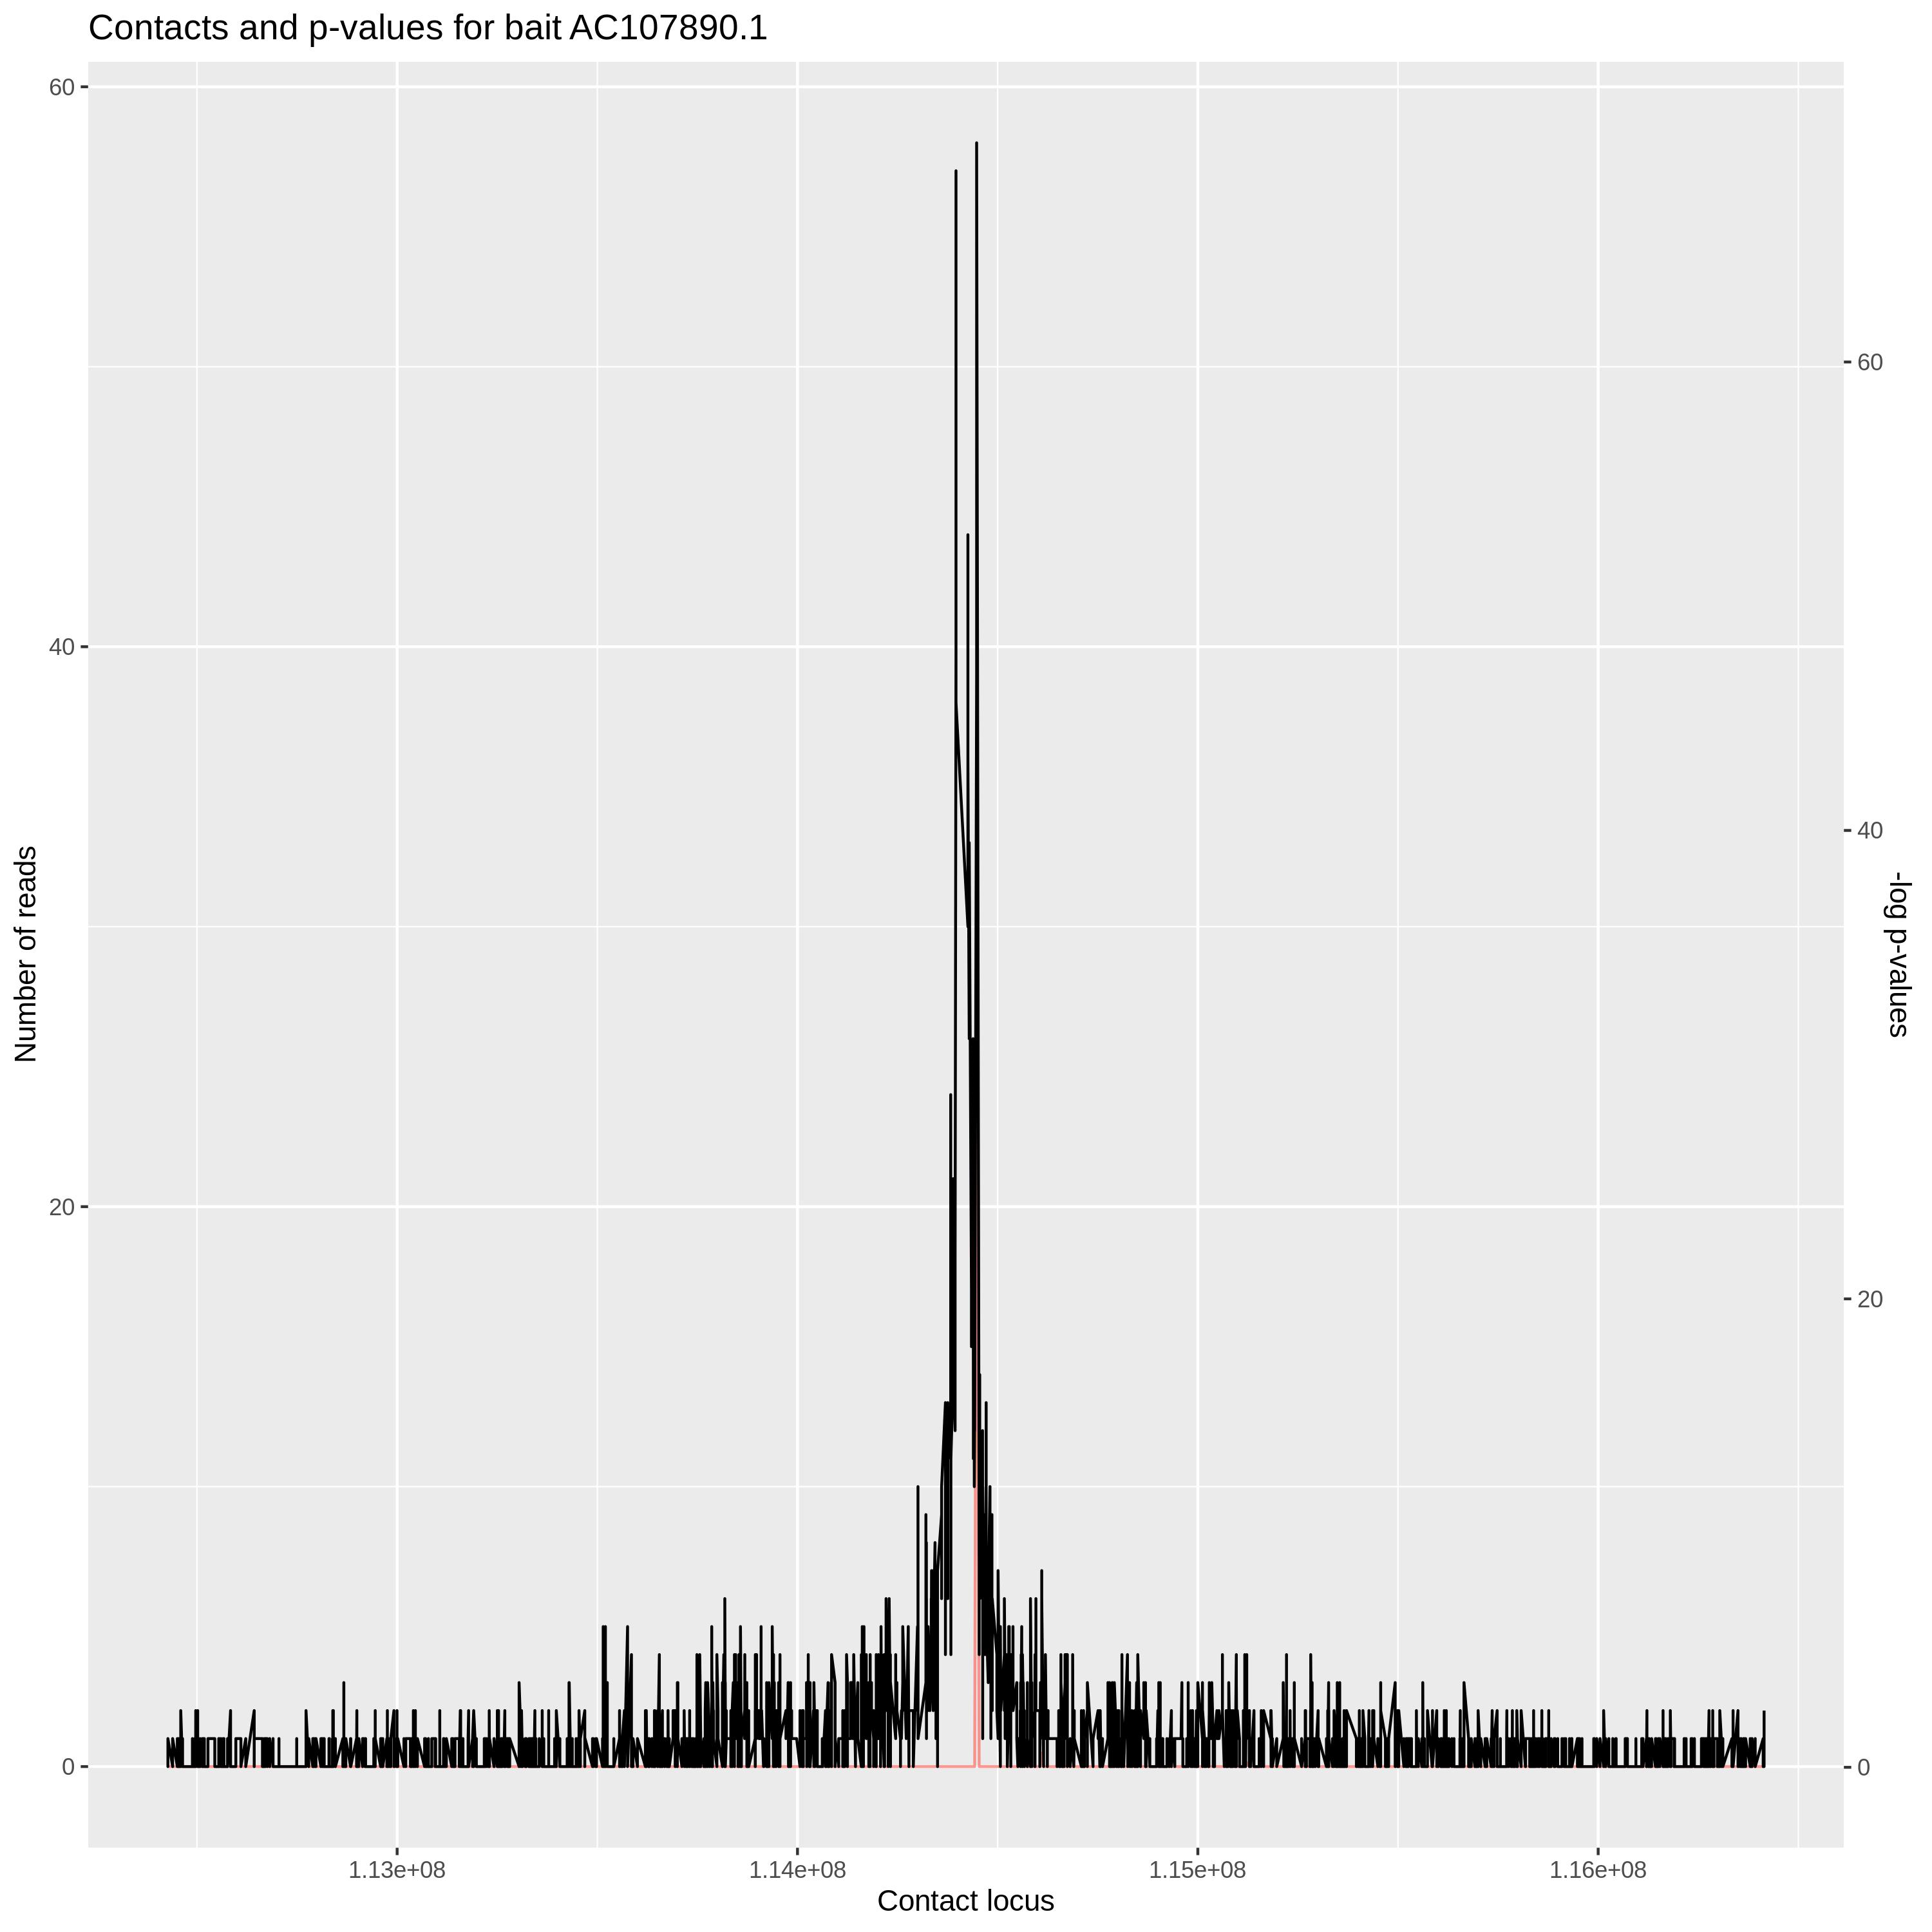 Contacts and p-values for bait AC107890.1
60
40
20
0
Number of reads
60
40
20
0
-log p-values
1.13e+08
1.14e+08
1.15e+08
1.16e+08
Contact locus